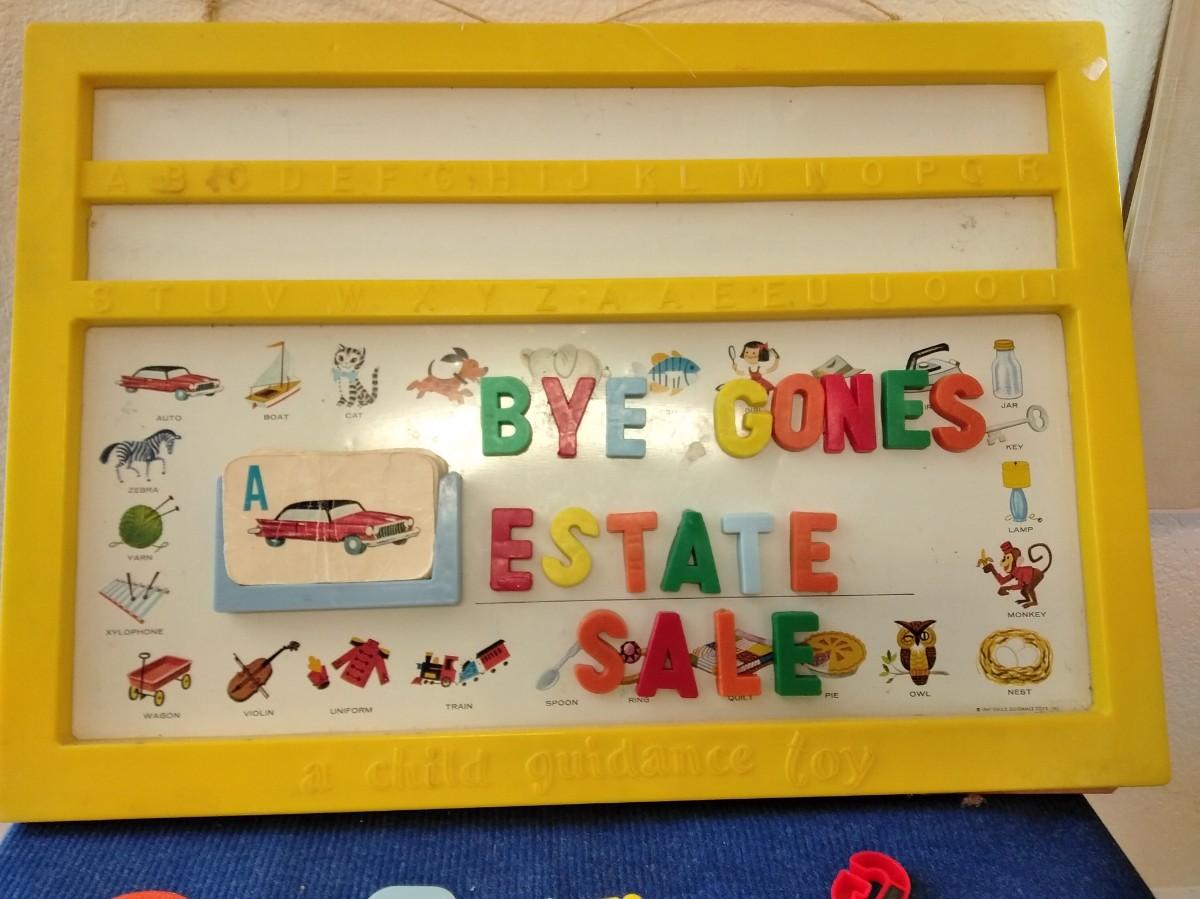 A B C D E F G H I J K L M N O P Q R
S T U V W X Y Z A A E E U U O O I I
AUTO BOAT CAT JAR
BYE GONES
KEY
ZEBRA
A
LAMP
YARN
ESTATE
XYLOPHONE MONKEY
SALE
WAGON VIOLIN UNIFORM TRAIN SPOON RING QUILT PIE OWL NEST
a child guidance toy